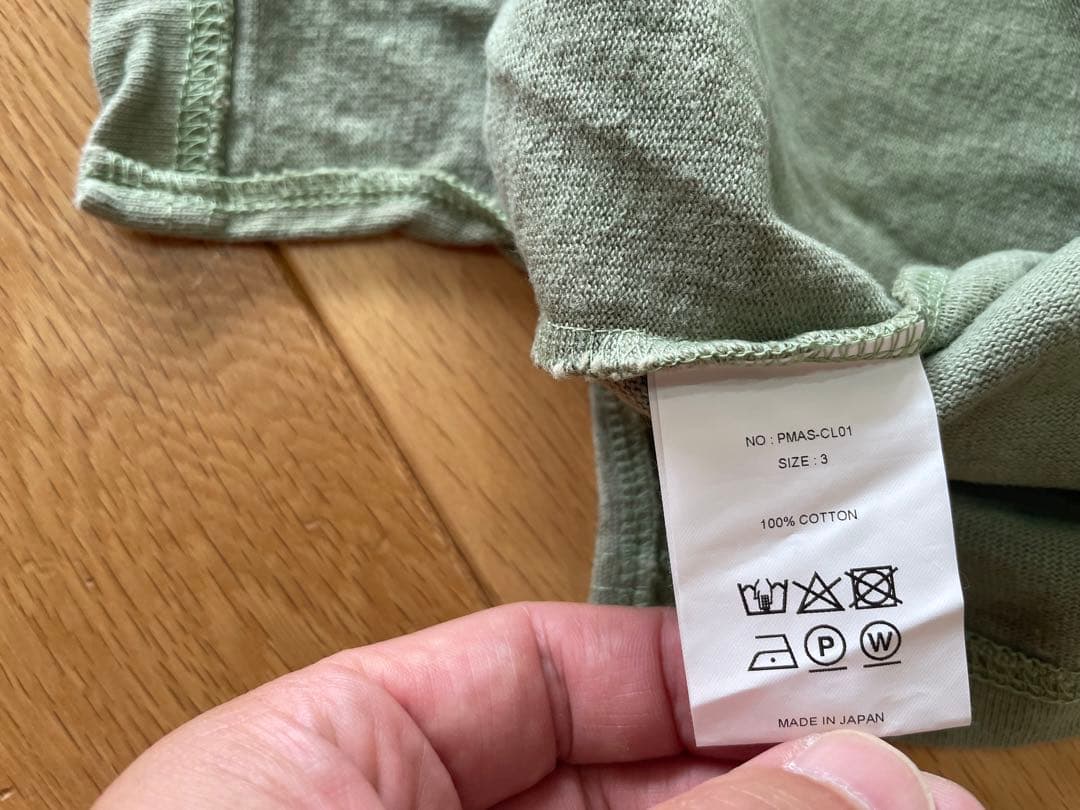 NO : PMAS-CL01
SIZE : 3
100% COTTON
P W
MADE IN JAPAN